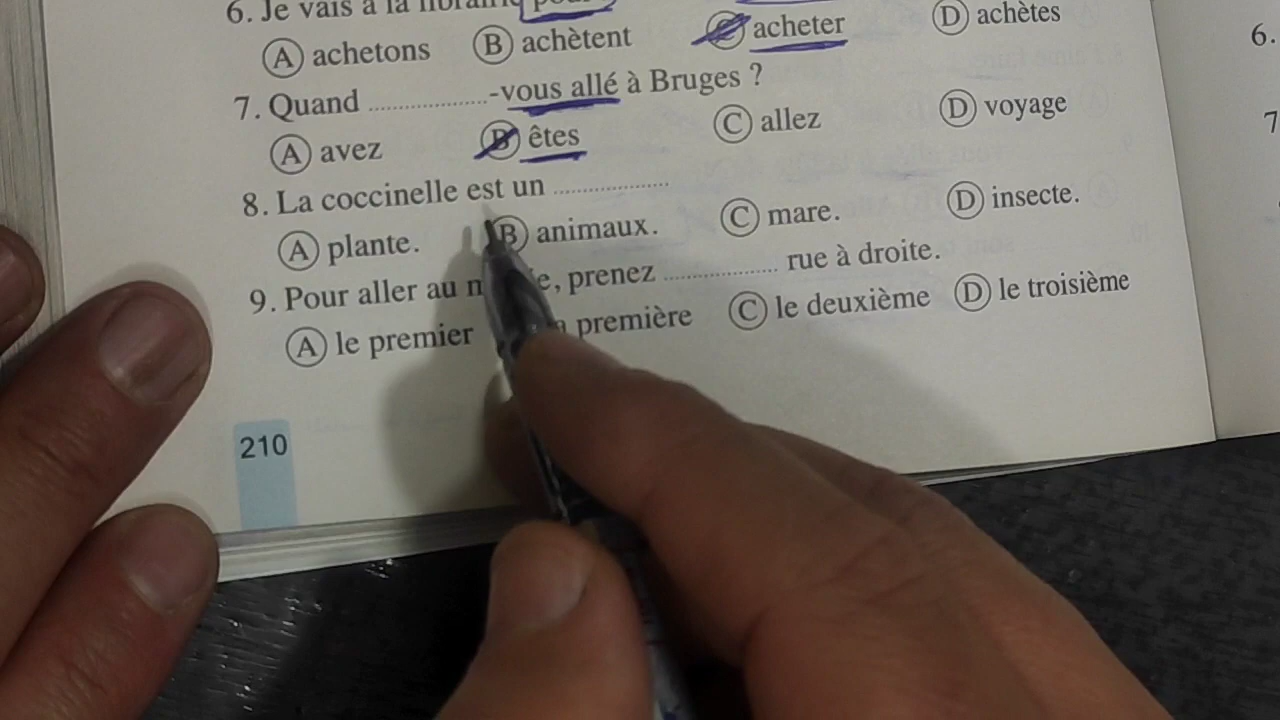 6. Je vais à la librairie pour
A achetons B achètent C acheter D achètes
7. Quand ...................-vous allé à Bruges ?
A avez B êtes C allez D voyage
8. La coccinelle est un ...................
A plante. B animaux. C mare. D insecte.
9. Pour aller au , prenez ................... rue à droite.
A le premier première C le deuxième D le troisième
210
6.
7